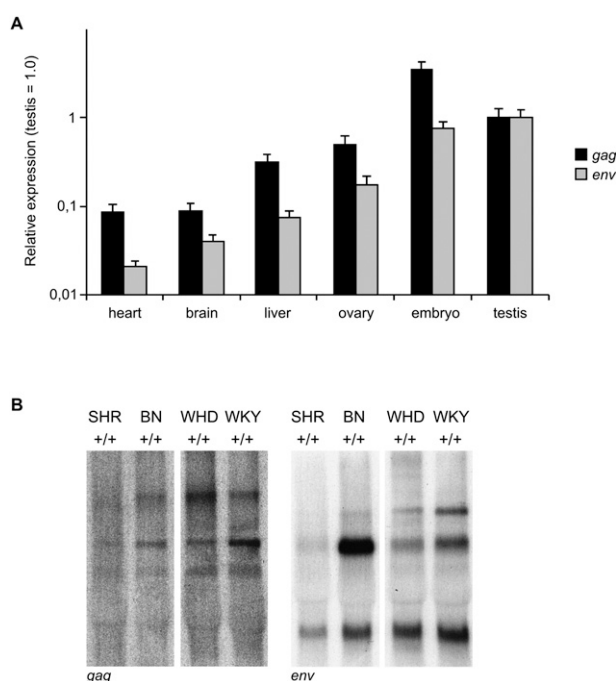 A
Relative expression (testis = 1.0)
1
0,1
0,01
heart brain liver ovary embryo testis
gag
env
B
SHR BN WHD WKY SHR BN WHD WKY
+/+ +/+ +/+ +/+ +/+ +/+ +/+ +/+
gag env